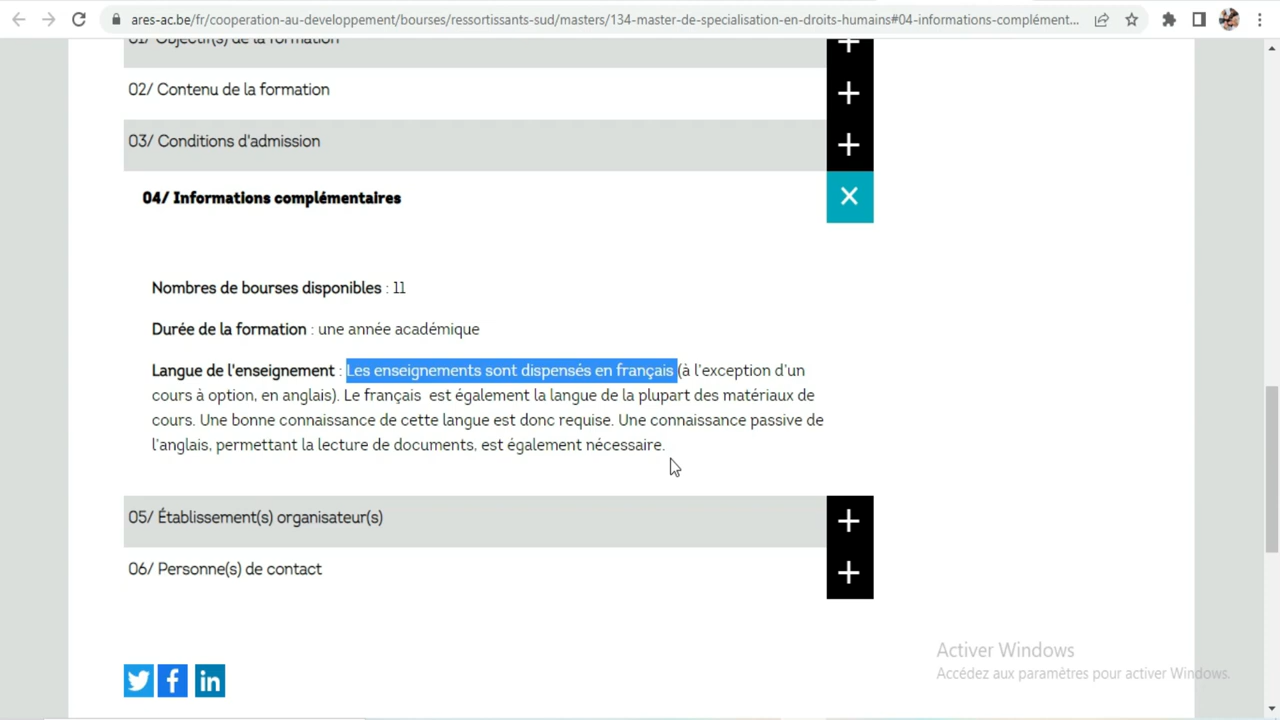 ares-ac.be/fr/cooperation-au-developpement/bourses/ressortissants-sud/masters/134-master-de-specialisation-en-droits-humains#04-informations-complément...
01/ Objectif(s) de la formation
02/ Contenu de la formation
03/ Conditions d'admission
04/ Informations complémentaires
Nombres de bourses disponibles : 11
Durée de la formation : une année académique
Langue de l'enseignement : Les enseignements sont dispensés en français (à l'exception d'un
cours à option, en anglais). Le français est également la langue de la plupart des matériaux de
cours. Une bonne connaissance de cette langue est donc requise. Une connaissance passive de
l'anglais, permettant la lecture de documents, est également nécessaire.
05/ Établissement(s) organisateur(s)
06/ Personne(s) de contact
Activer Windows
Accédez aux paramètres pour activer Windows.